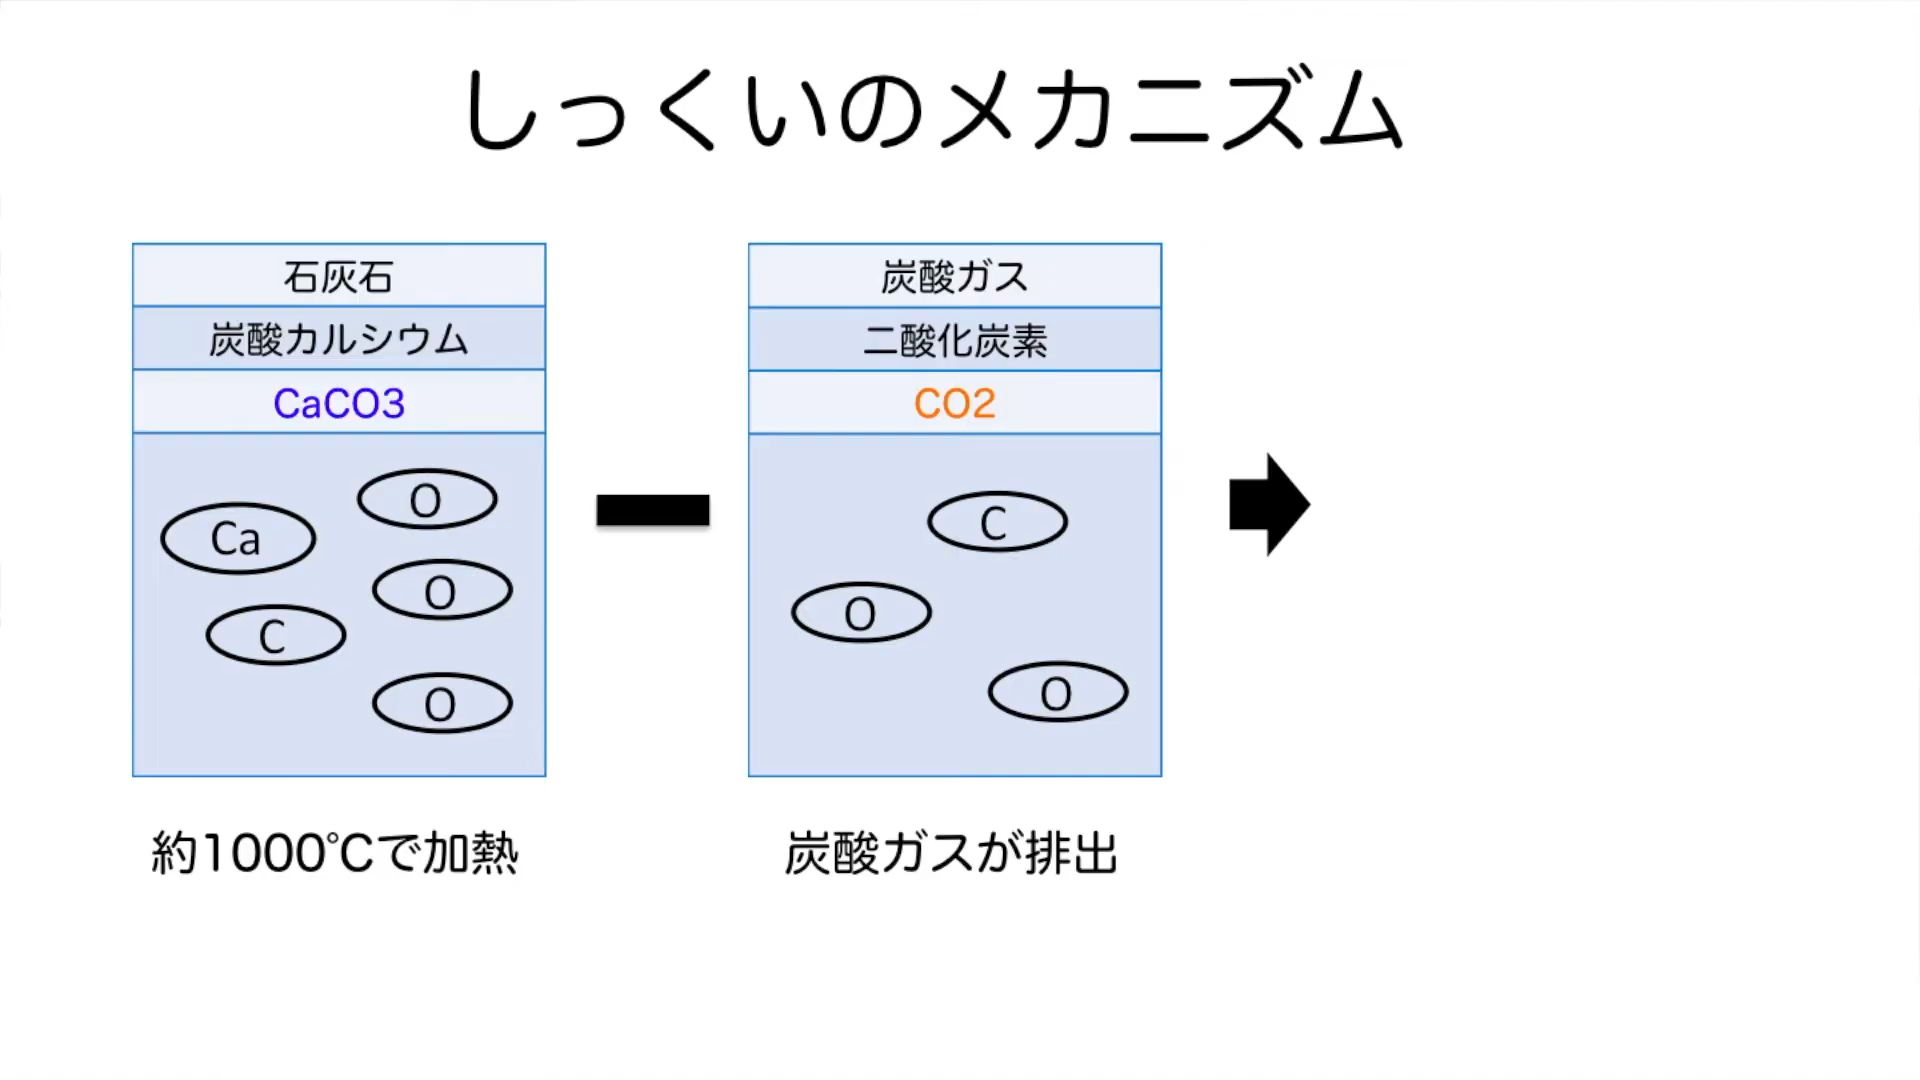 しっくいのメカニズム
石灰石
炭酸カルシウム
CaCO3
Ca
O
O
C
O
約1000℃で加熱
炭酸ガス
二酸化炭素
CO2
C
O
O
炭酸ガスが排出